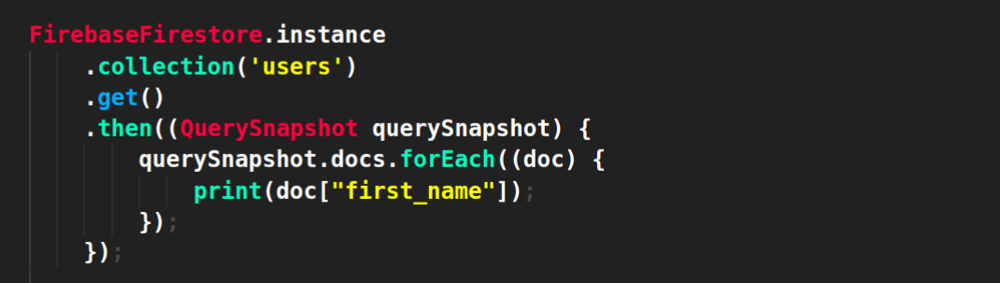 FirebaseFirestore.instance
.collection('users')
.get()
.then((QuerySnapshot querySnapshot) {
querySnapshot.docs.forEach((doc) {
print(doc["first_name"]);
});
});